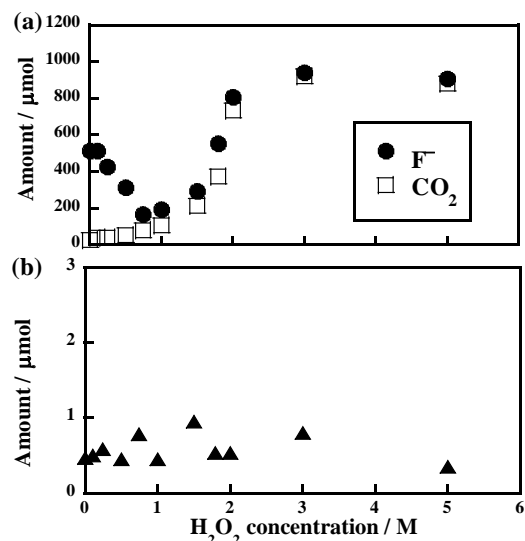 (a)
1200
1000
800
600
400
200
0
Amount / μmol
F⁻
CO₂
(b)
3
2
1
0
Amount / μmol
0 1 2 3 4 5 6
H₂O₂ concentration / M